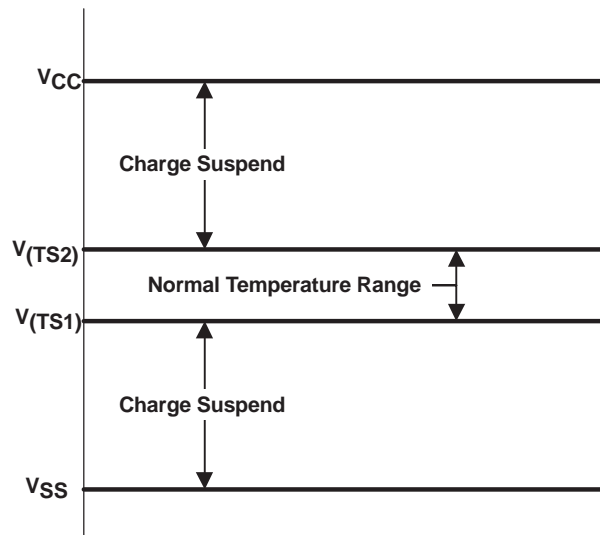 VCC
Charge Suspend
V(TS2)
Normal Temperature Range
V(TS1)
Charge Suspend
VSS